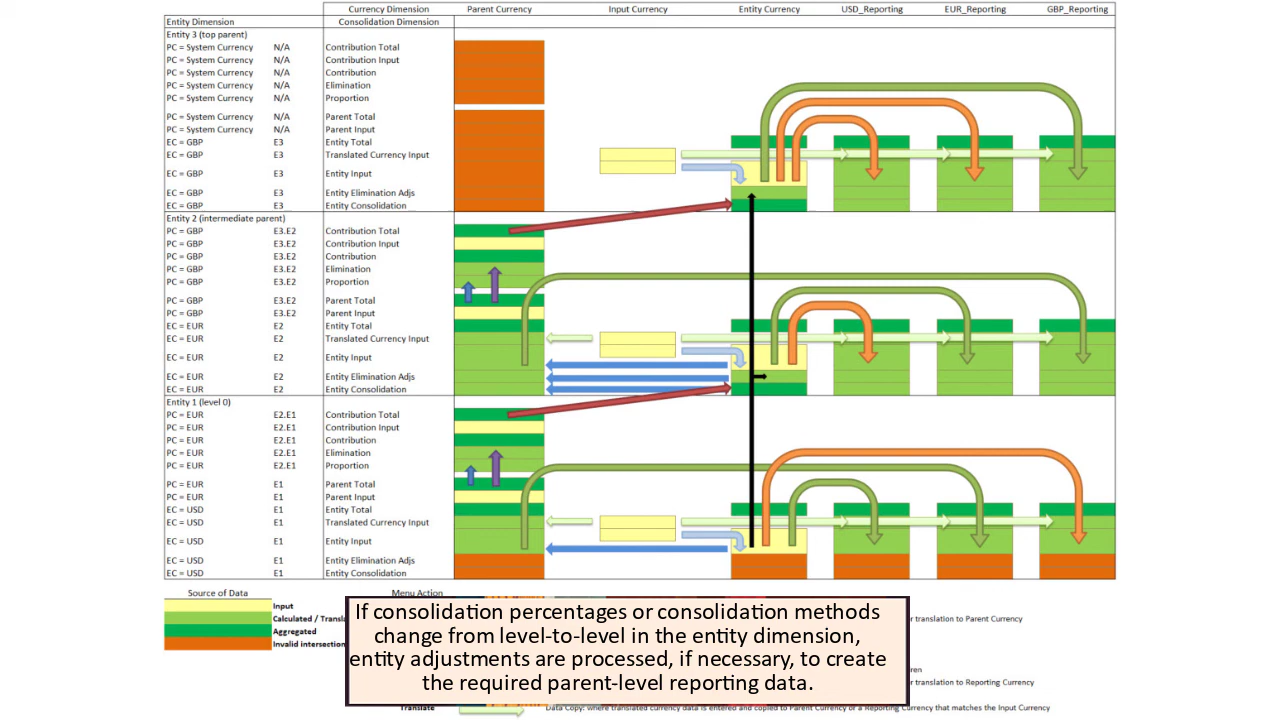 Currency Dimension Parent Currency Input Currency Entity Currency USD_Reporting EUR_Reporting GBP_Reporting
Entity Dimension Consolidation Dimension
Entity 3 (top parent)
PC = System Currency N/A Contribution Total
PC = System Currency N/A Contribution Input
PC = System Currency N/A Contribution
PC = System Currency N/A Elimination
PC = System Currency N/A Proportion
PC = System Currency N/A Parent Total
PC = System Currency N/A Parent Input
EC = GBP E3 Entity Total
EC = GBP E3 Translated Currency Input
EC = GBP E3 Entity Input
EC = GBP E3 Entity Elimination Adjs
EC = GBP E3 Entity Consolidation
Entity 2 (intermediate parent)
PC = GBP E3.E2 Contribution Total
PC = GBP E3.E2 Contribution Input
PC = GBP E3.E2 Contribution
PC = GBP E3.E2 Elimination
PC = GBP E3.E2 Proportion
PC = GBP E3.E2 Parent Total
PC = GBP E3.E2 Parent Input
EC = EUR E2 Entity Total
EC = EUR E2 Translated Currency Input
EC = EUR E2 Entity Input
EC = EUR E2 Entity Elimination Adjs
EC = EUR E2 Entity Consolidation
Entity 1 (level 0)
PC = EUR E2.E1 Contribution Total
PC = EUR E2.E1 Contribution Input
PC = EUR E2.E1 Contribution
PC = EUR E2.E1 Elimination
PC = EUR E2.E1 Proportion
PC = EUR E1 Parent Total
PC = EUR E1 Parent Input
EC = USD E1 Entity Total
EC = USD E1 Translated Currency Input
EC = USD E1 Entity Input
EC = USD E1 Entity Elimination Adjs
EC = USD E1 Entity Consolidation
Source of Data Menu Action
Input
Calculated / Transla
Aggregated
Invalid intersection
r translation to Parent Currency
If consolidation percentages or consolidation methods
change from level-to-level in the entity dimension,
entity adjustments are processed, if necessary, to create
the required parent-level reporting data.
ren
r translation to Reporting Currency
Translate Data Copy: where translated currency data is entered and copied to Parent Currency or a Reporting Currency that matches the Input Currency